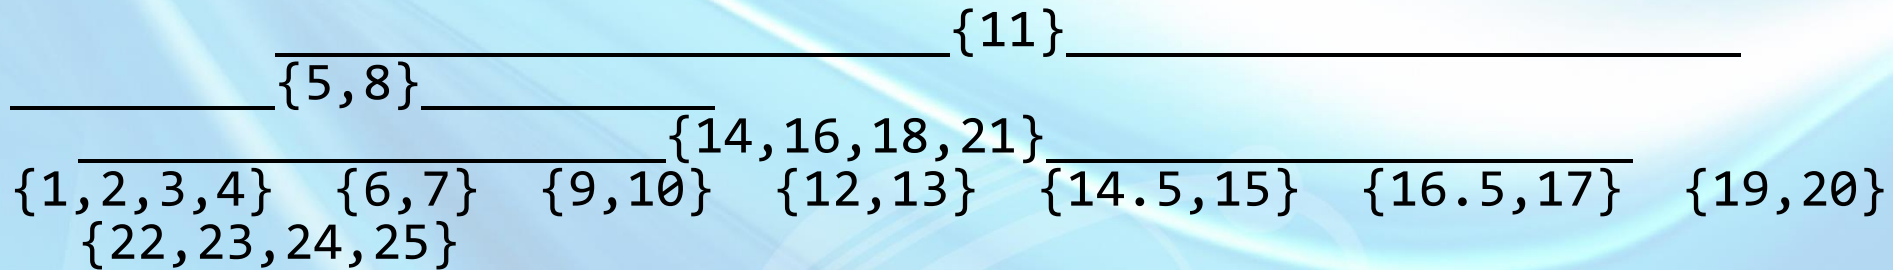 {11}
{5,8}
{14,16,18,21}
{1,2,3,4} {6,7} {9,10} {12,13} {14.5,15} {16.5,17} {19,20}
{22,23,24,25}